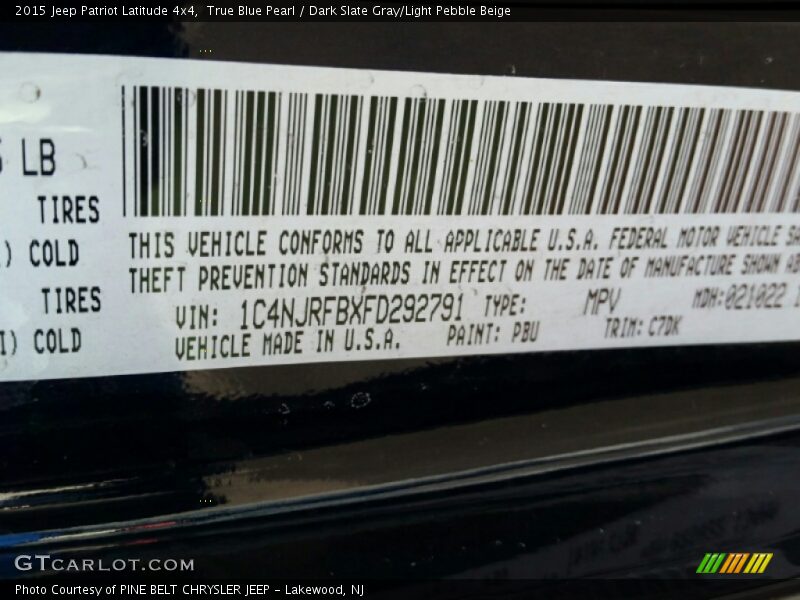 2015 Jeep Patriot Latitude 4x4,  True Blue Pearl / Dark Slate Gray/Light Pebble Beige
LB
TIRES
) COLD
TIRES
I) COLD
THIS VEHICLE CONFORMS TO ALL APPLICABLE U.S.A. FEDERAL MOTOR VEHICLE SA
THEFT PREVENTION STANDARDS IN EFFECT ON THE DATE OF MANUFACTURE SHOWN AB
VIN: 1C4NJRFBXFD292791 TYPE: MPV MDH:021022 1
VEHICLE MADE IN U.S.A. PAINT: PBU TRIM: C7DK
GTCARLOT.COM
Photo Courtesy of PINE BELT CHRYSLER JEEP - Lakewood, NJ